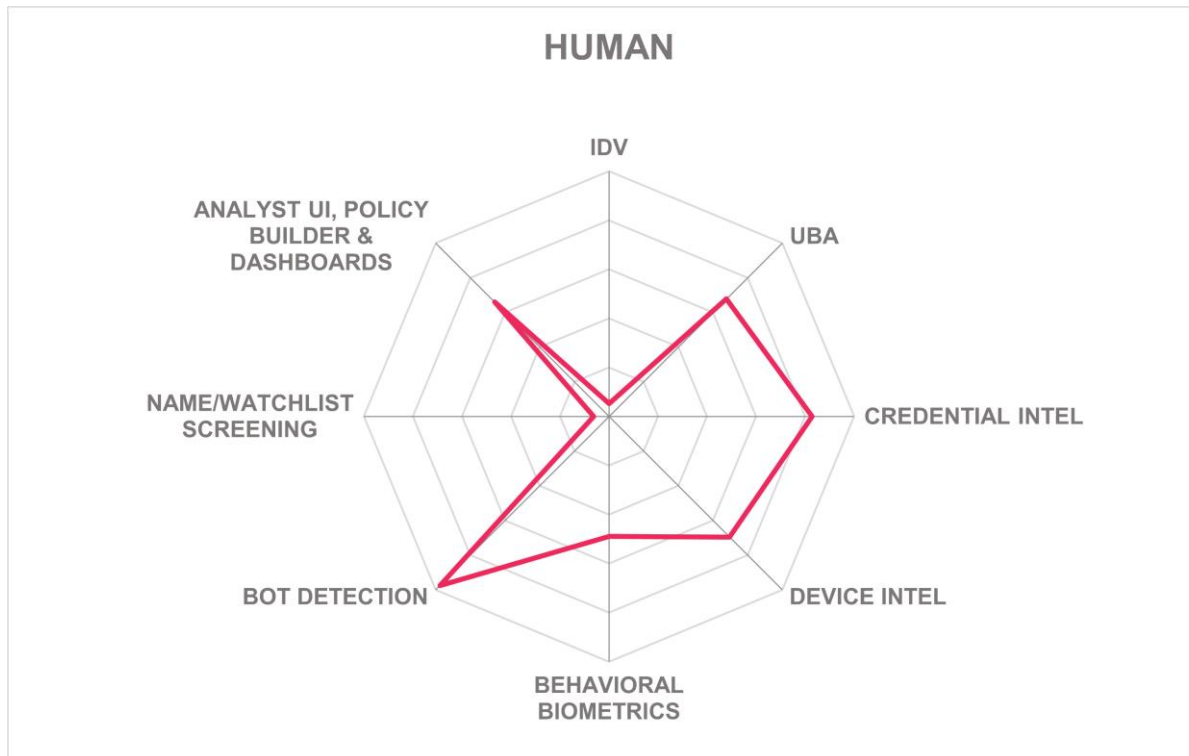 HUMAN
IDV
ANALYST UI, POLICY
BUILDER &
DASHBOARDS
UBA
NAME/WATCHLIST
SCREENING
CREDENTIAL INTEL
BOT DETECTION
DEVICE INTEL
BEHAVIORAL
BIOMETRICS